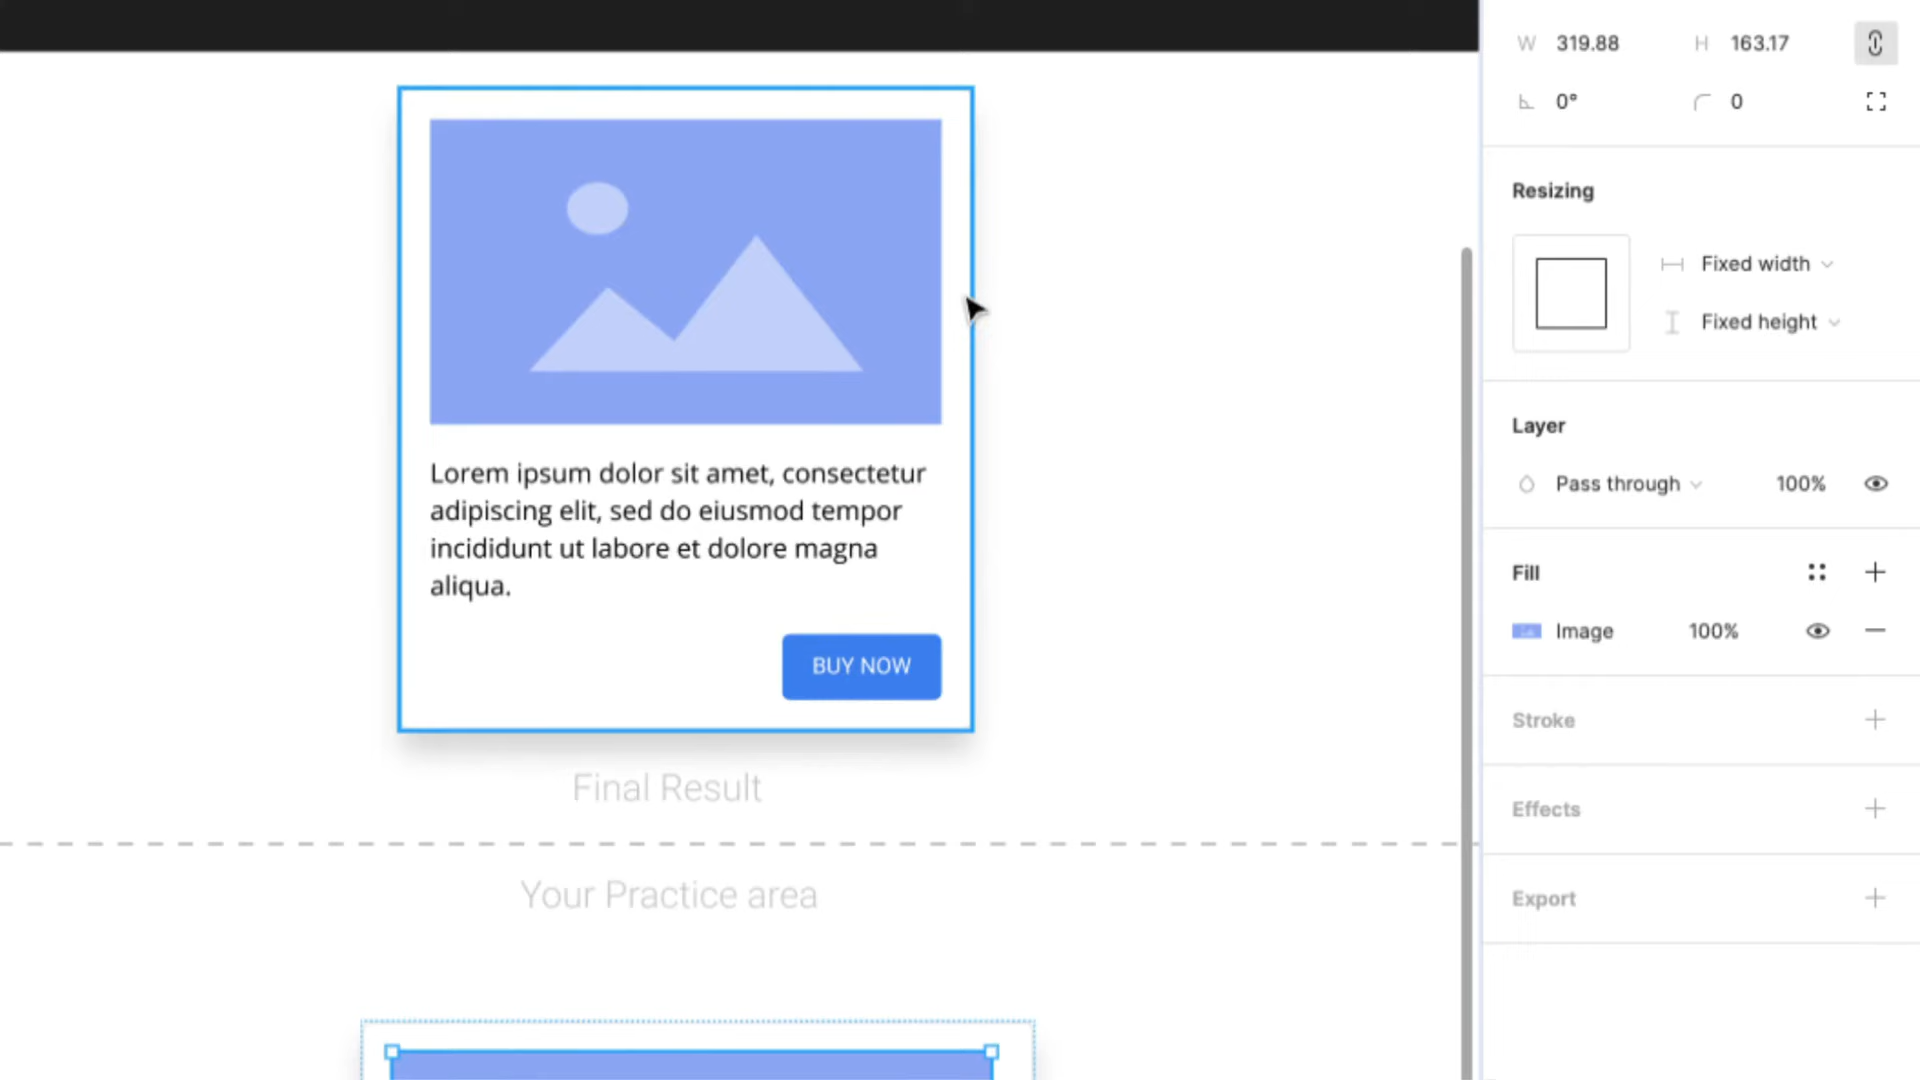 W 319.88 H 163.17
0° 0
Resizing
Fixed width
Fixed height
Layer
Pass through 100%
Fill
Image 100%
Stroke
Effects
Export
Lorem ipsum dolor sit amet, consectetur
adipiscing elit, sed do eiusmod tempor
incididunt ut labore et dolore magna
aliqua.
BUY NOW
Final Result
Your Practice area